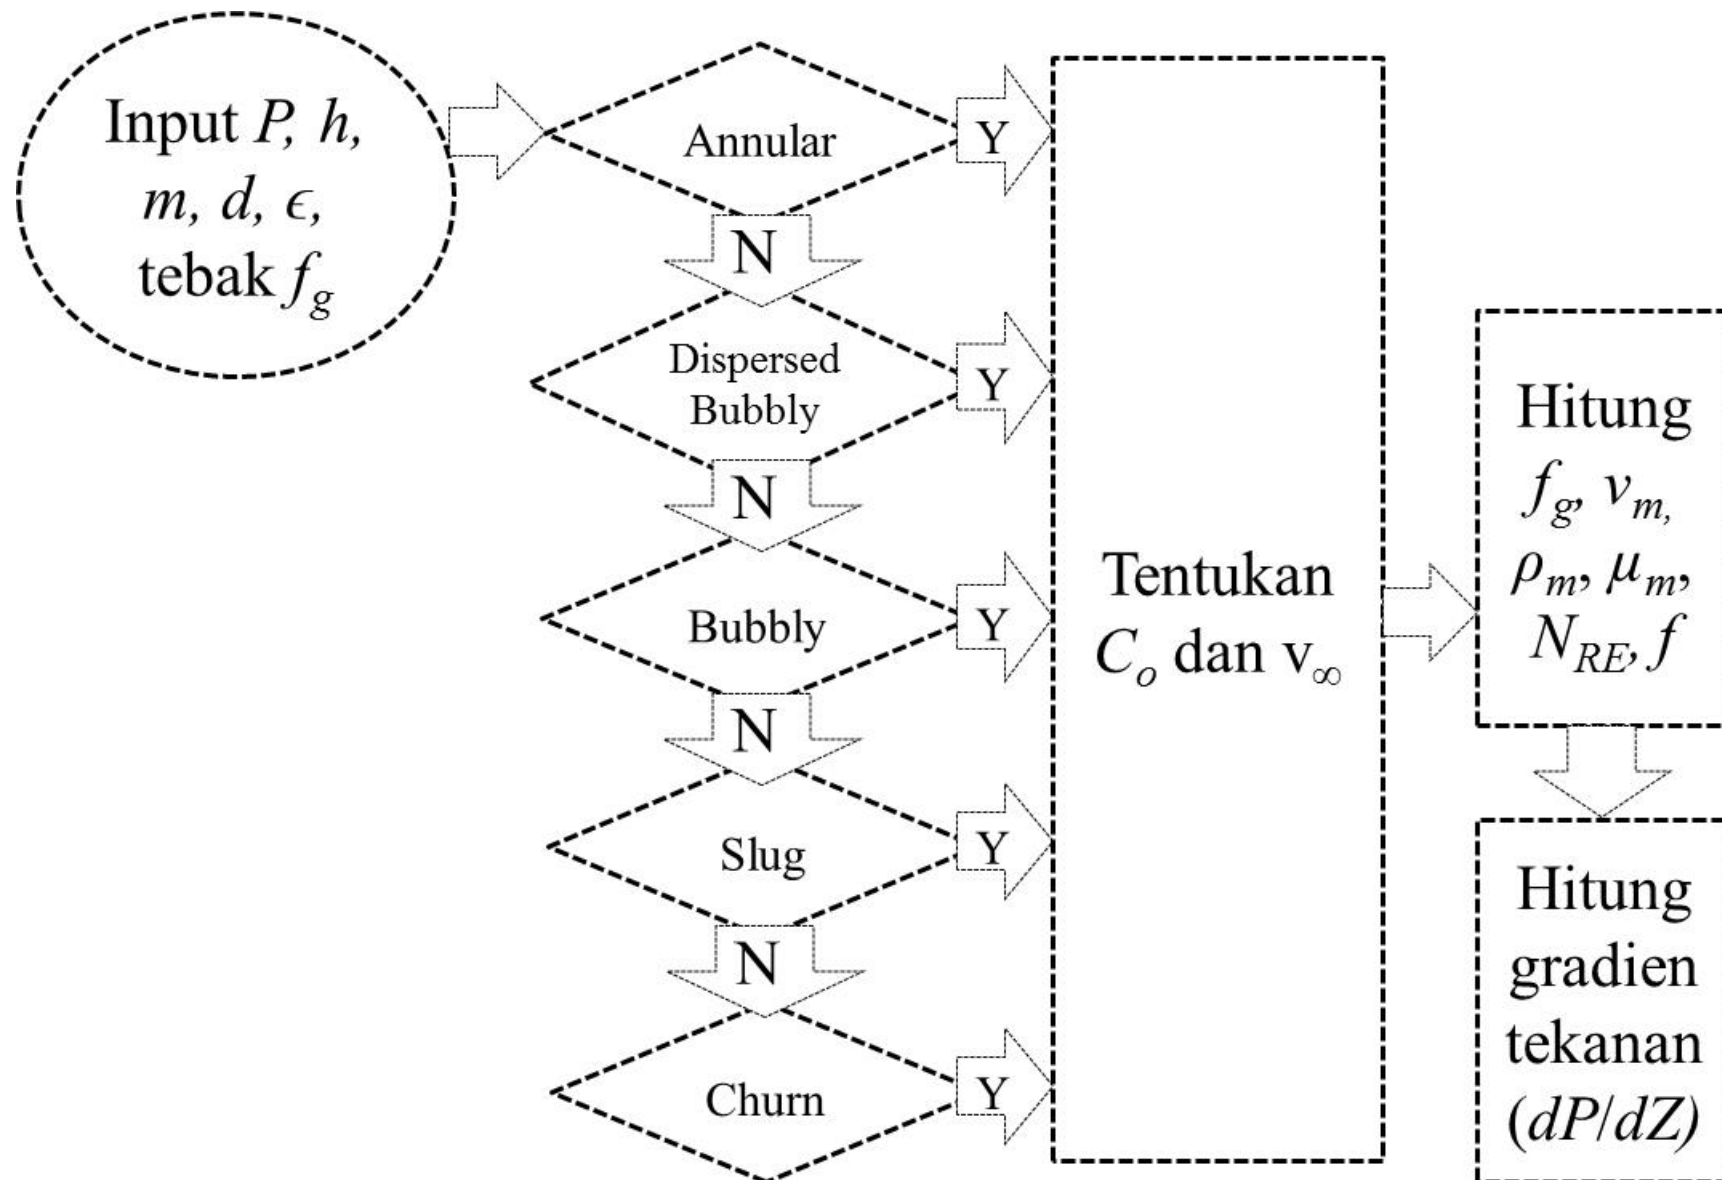 Input P, h,
m, d, ϵ,
tebak f_g
Annular
Y
N
Dispersed
Bubbly
Y
N
Bubbly
Y
N
Slug
Y
N
Churn
Y
Tentukan
C_o dan v_∞
Hitung
f_g, v_m,
ρ_m, μ_m,
N_RE, f
Hitung
gradien
tekanan
(dP/dZ)